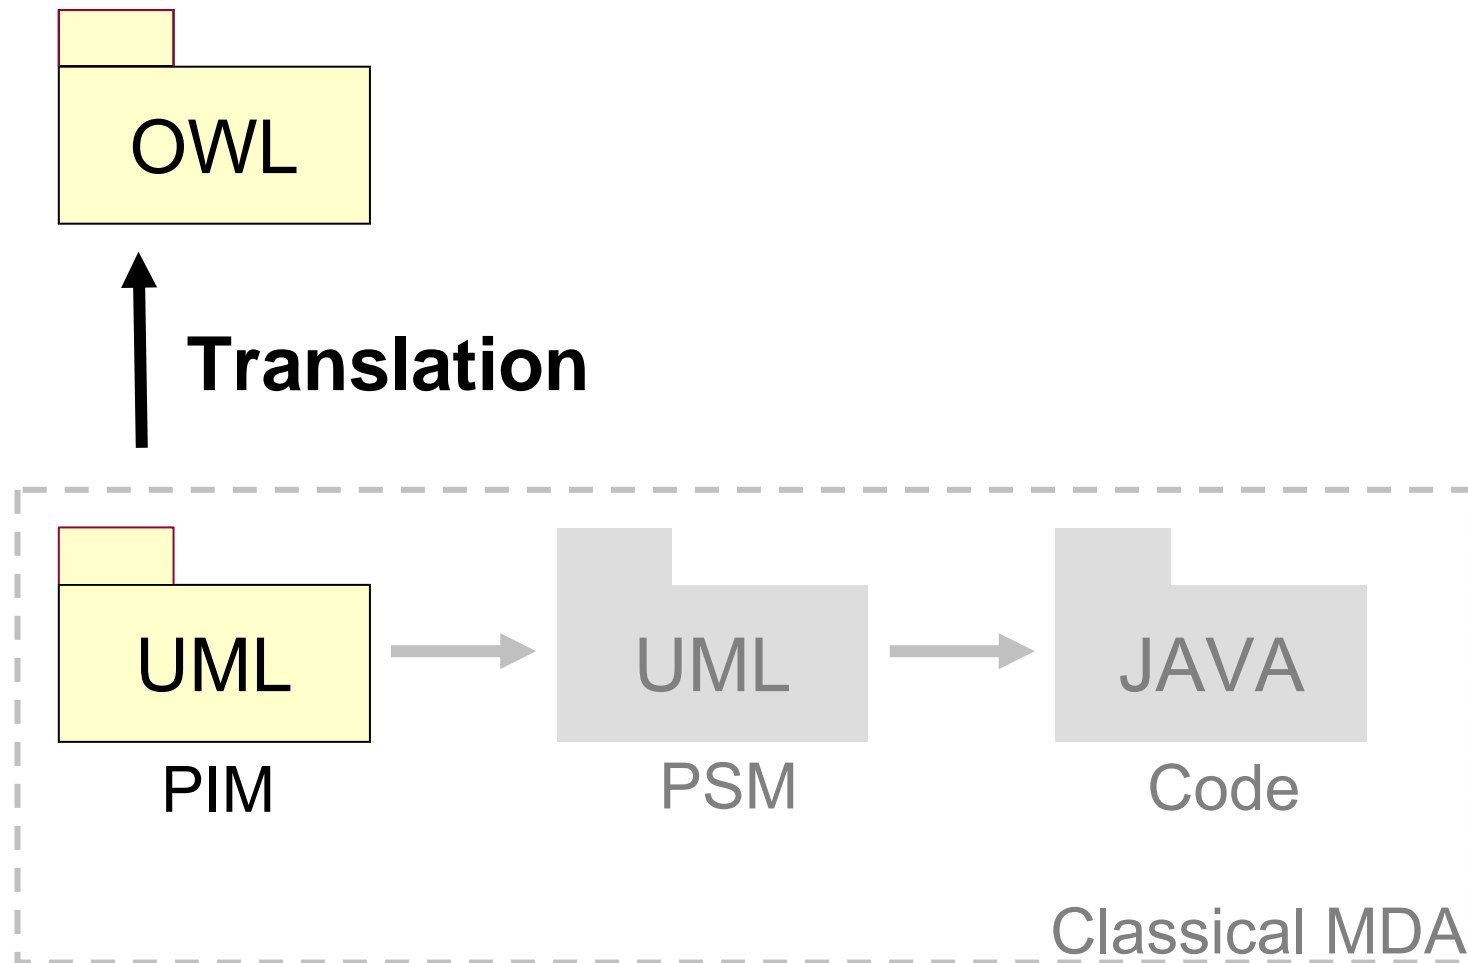 OWL
Translation
UML
UML
JAVA
PIM
PSM
Code
Classical MDA